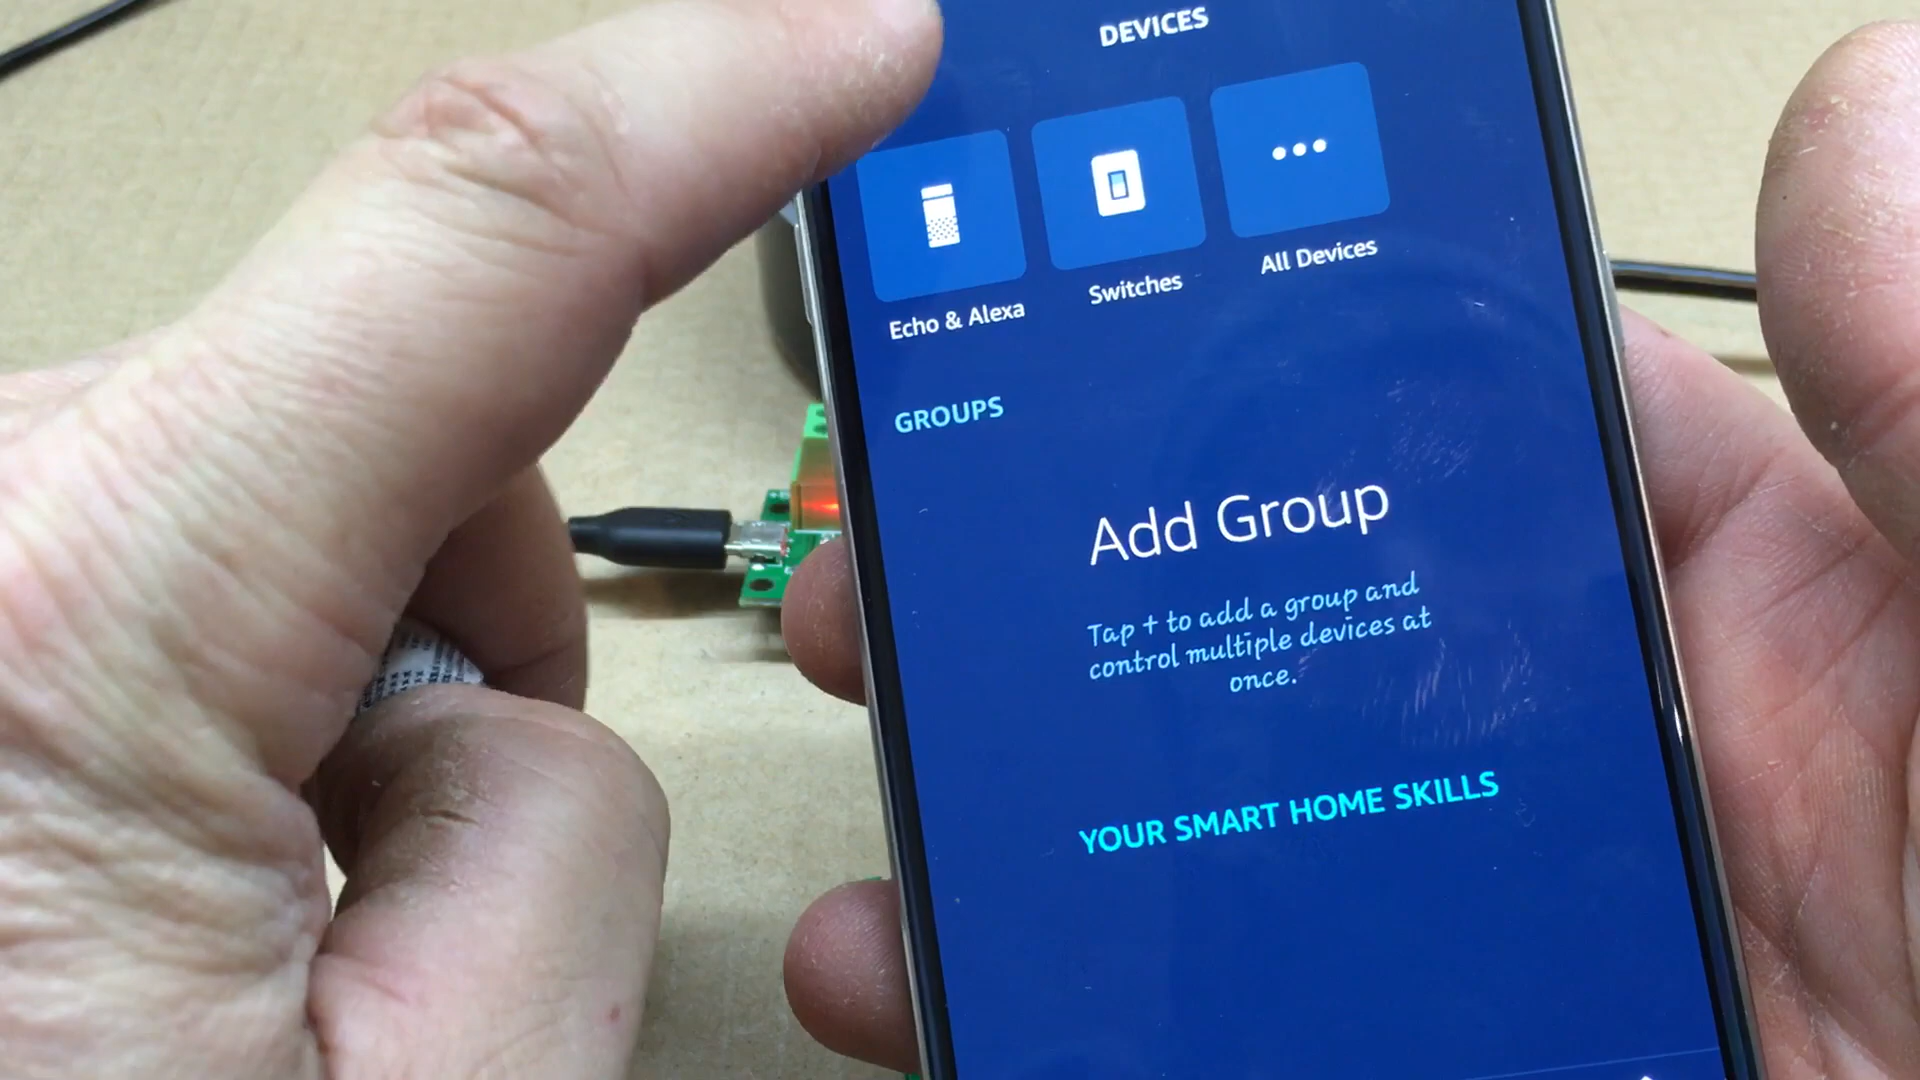 DEVICES
Echo & Alexa
Switches
All Devices
GROUPS
Add Group
Tap + to add a group and
control multiple devices at
once.
YOUR SMART HOME SKILLS